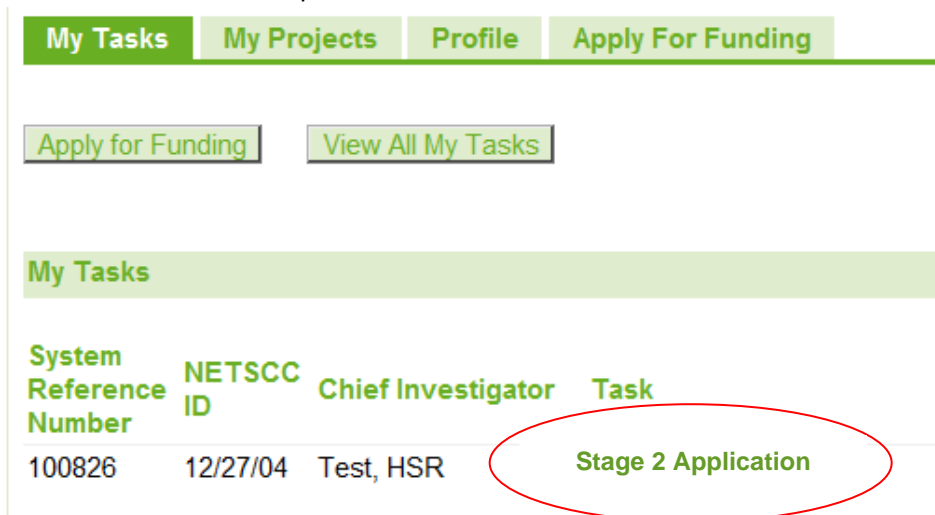 My Tasks My Projects Profile Apply For Funding
Apply for Funding View All My Tasks
My Tasks
System
Reference
Number
NETSCC
ID
Chief Investigator
Task
100826 12/27/04 Test, HSR Stage 2 Application